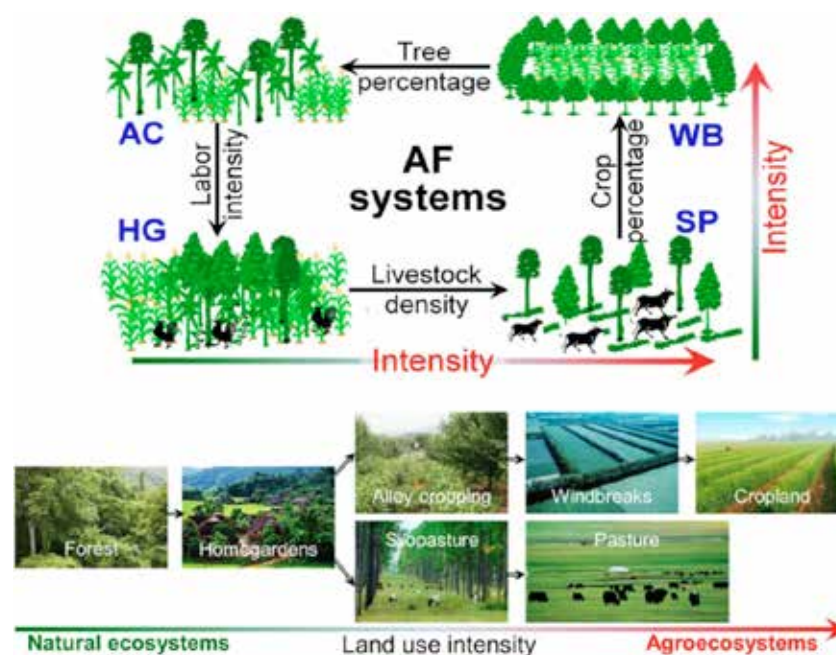 Tree
percentage
AC
WB
Labor
intensity
AF
systems
Crop
percentage
Intensity
HG
SP
Livestock
density
Intensity
Alley cropping
Windbreaks
Cropland
Forest
Homegardens
Silvopasture
Pasture
Natural ecosystems
Land use intensity
Agroecosystems